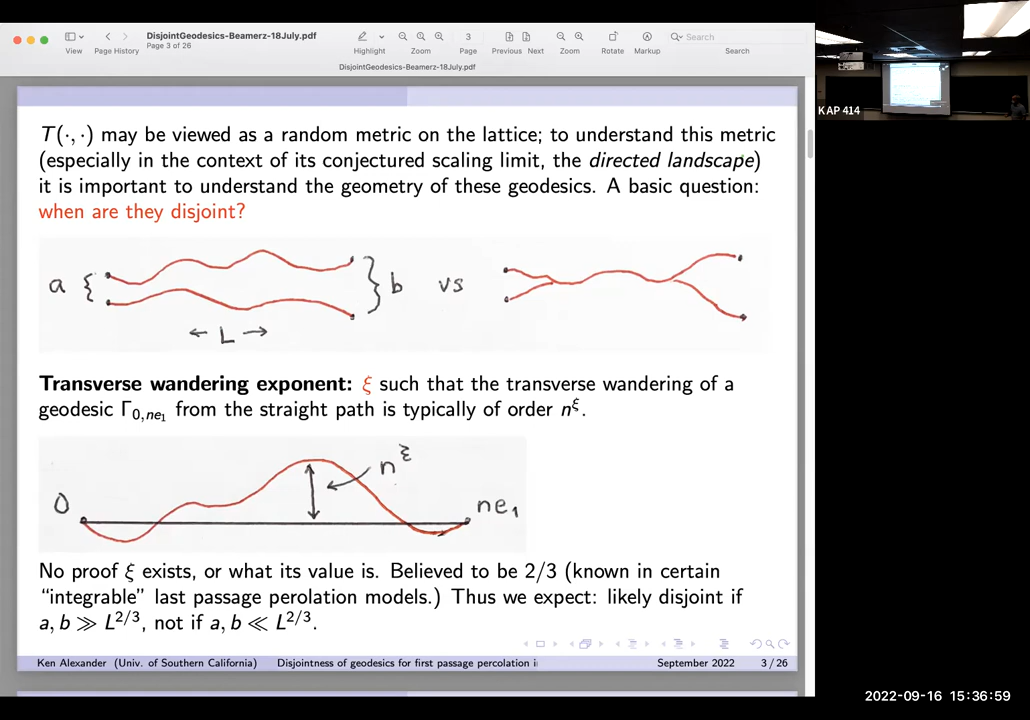 DisjointGeodesics-Beamerz-18July.pdf
Page 3 of 26
View
Page History
Highlight
Zoom
3
Page
Previous
Next
Zoom
Rotate
Markup
Search
Search
DisjointGeodesics-Beamerz-18July.pdf
KAP 414
T(·,·) may be viewed as a random metric on the lattice; to understand this metric
(especially in the context of its conjectured scaling limit, the directed landscape)
it is important to understand the geometry of these geodesics. A basic question:
when are they disjoint?
a { } b vs
← L →
Transverse wandering exponent: ξ such that the transverse wandering of a
geodesic Γ0,ne₁ from the straight path is typically of order n^ξ.
n^ξ
0 ne₁
No proof ξ exists, or what its value is. Believed to be 2/3 (known in certain
“integrable” last passage perolation models.) Thus we expect: likely disjoint if
a, b ≫ L^2/3, not if a, b ≪ L^2/3.
Ken Alexander (Univ. of Southern California) Disjointness of geodesics for first passage percolation i September 2022 3 / 26
2022-09-16 15:36:59